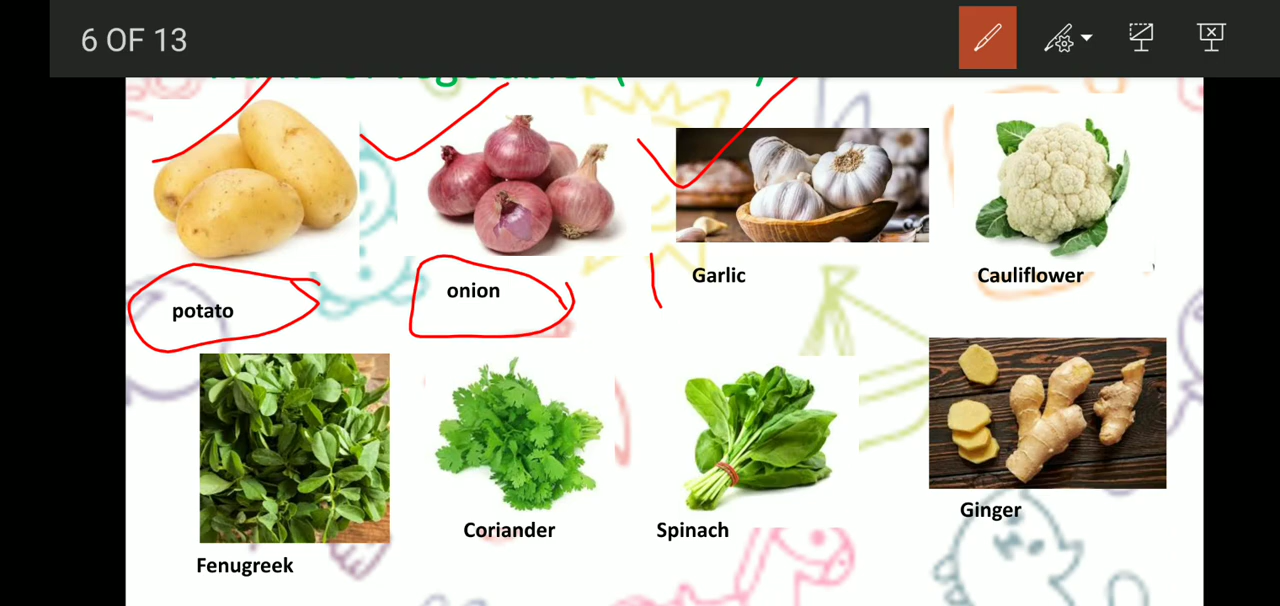 6 OF 13
potato
onion
Garlic
Cauliflower
Fenugreek
Coriander
Spinach
Ginger